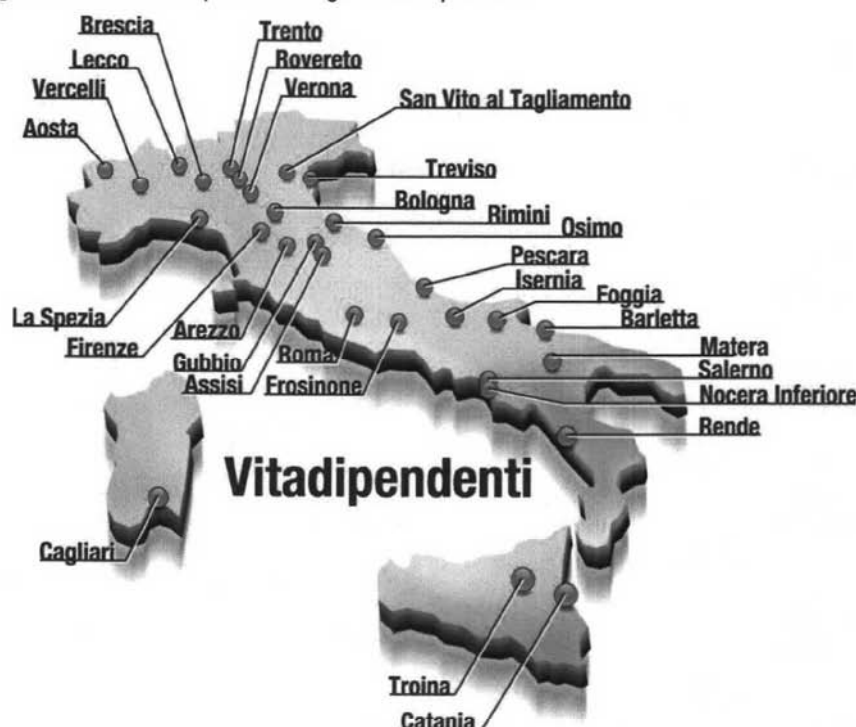 Brescia
Trento
Lecco
Rovereto
Vercelli
Verona
San Vito al Tagliamento
Aosta
Treviso
Bologna
Rimini
Osimo
Pescara
Isernia
La Spezia
Foggia
Arezzo
Barletta
Firenze
Gubbio
Roma
Matera
Assisi
Frosinone
Salerno
Nocera Inferiore
Rende
Vitadipendenti
Cagliari
Troina
Catania